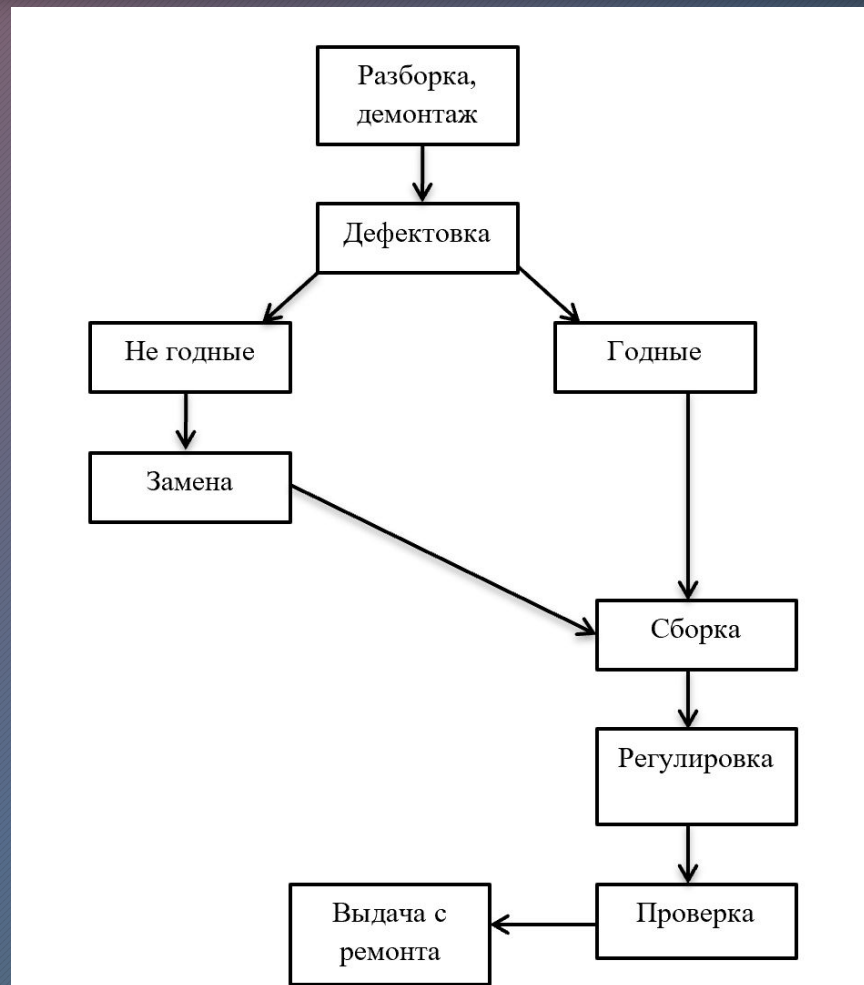 Разборка,
демонтаж
Дефектовка
Не годные
Годные
Замена
Сборка
Регулировка
Проверка
Выдача с
ремонта